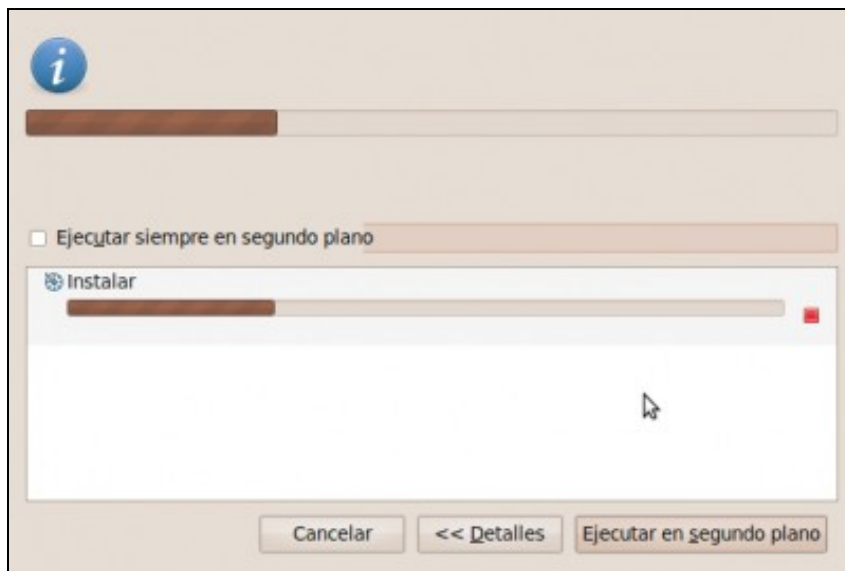 Ejecutar siempre en segundo plano
Instalar
Cancelar
<< Detalles
Ejecutar en segundo plano